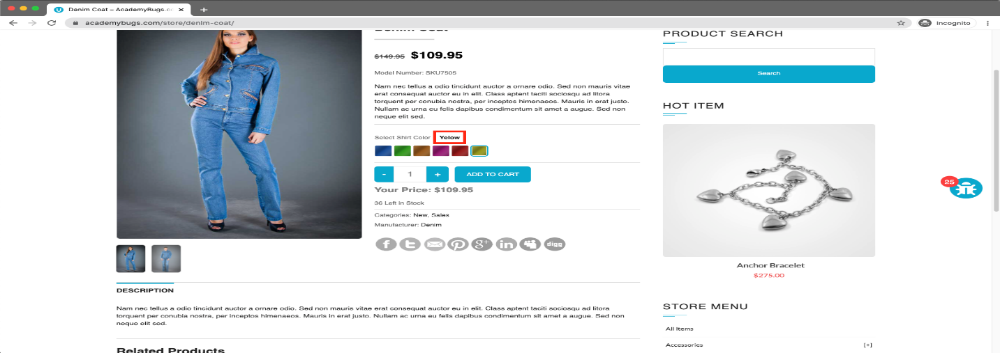 Denim Coat – AcademyBugs.co
academybugs.com/store/denim-coat/
Incognito
Denim Coat
$149.95 $109.95
Model Number: SKU7505
Nam nec tellus a odio tincidunt auctor a ornare odio. Sed non mauris vitae
erat consequat auctor eu in elit. Class aptent taciti sociosqu ad litora
torquent per conubia nostra, per inceptos himenaeos. Mauris in erat justo.
Nullam ac urna eu felis dapibus condimentum sit amet a augue. Sed non
neque elit sed.
Select Shirt Color Yelow
- 1 + ADD TO CART
Your Price: $109.95
36 Left in Stock
Categories: New, Sales
Manufacturer: Denim
digg
DESCRIPTION
Nam nec tellus a odio tincidunt auctor a ornare odio. Sed non mauris vitae erat consequat auctor eu in elit. Class aptent taciti sociosqu ad litora
torquent per conubia nostra, per inceptos himenaeos. Mauris in erat justo. Nullam ac urna eu felis dapibus condimentum sit amet a augue. Sed non
neque elit sed.
Related Products
PRODUCT SEARCH
Search
HOT ITEM
Anchor Bracelet
$275.00
25
STORE MENU
All Items
Accessories [+]